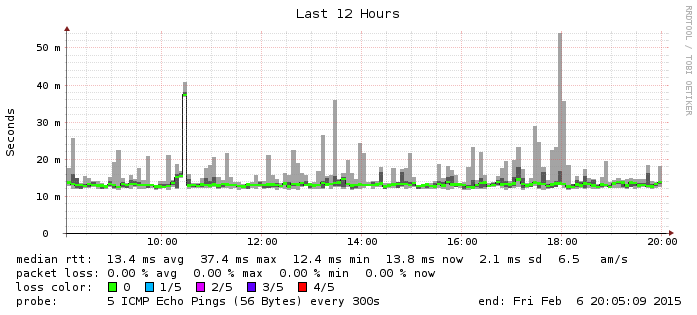 Last 12 Hours
RRDTOOL / TOBI OETIKER
Seconds
50 m
40 m
30 m
20 m
10 m
0
10:00 12:00 14:00 16:00 18:00 20:00
median rtt: 13.4 ms avg 37.4 ms max 12.4 ms min 13.8 ms now 2.1 ms sd 6.5 am/s
packet loss: 0.00 % avg 0.00 % max 0.00 % min 0.00 % now
loss color: 0 1/5 2/5 3/5 4/5
probe: 5 ICMP Echo Pings (56 Bytes) every 300s end: Fri Feb 6 20:05:09 2015